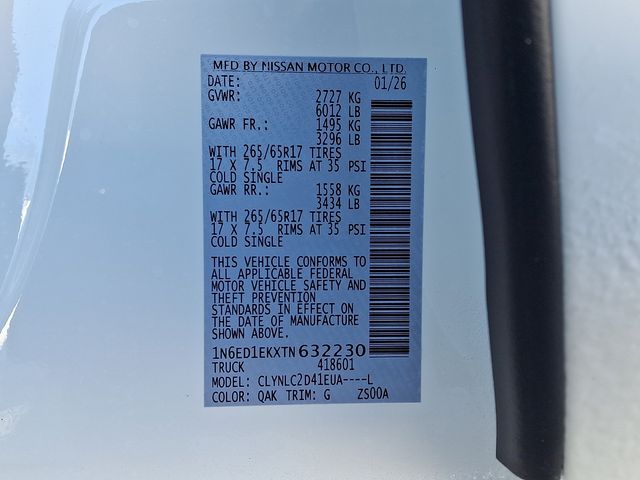 MFD BY NISSAN MOTOR CO., LTD.
DATE: 01/26
GVWR: 2727 KG
6012 LB
GAWR FR.: 1495 KG
3296 LB
WITH 265/65R17 TIRES
17 X 7.5 RIMS AT 35 PSI
COLD SINGLE
GAWR RR.: 1558 KG
3434 LB
WITH 265/65R17 TIRES
17 X 7.5 RIMS AT 35 PSI
COLD SINGLE
THIS VEHICLE CONFORMS TO
ALL APPLICABLE FEDERAL
MOTOR VEHICLE SAFETY AND
THEFT PREVENTION
STANDARDS IN EFFECT ON
THE DATE OF MANUFACTURE
SHOWN ABOVE.
1N6ED1EKXTN632230
TRUCK 418601
MODEL: CLYNLC2D41EUA----L
COLOR: QAK TRIM: G ZS00A